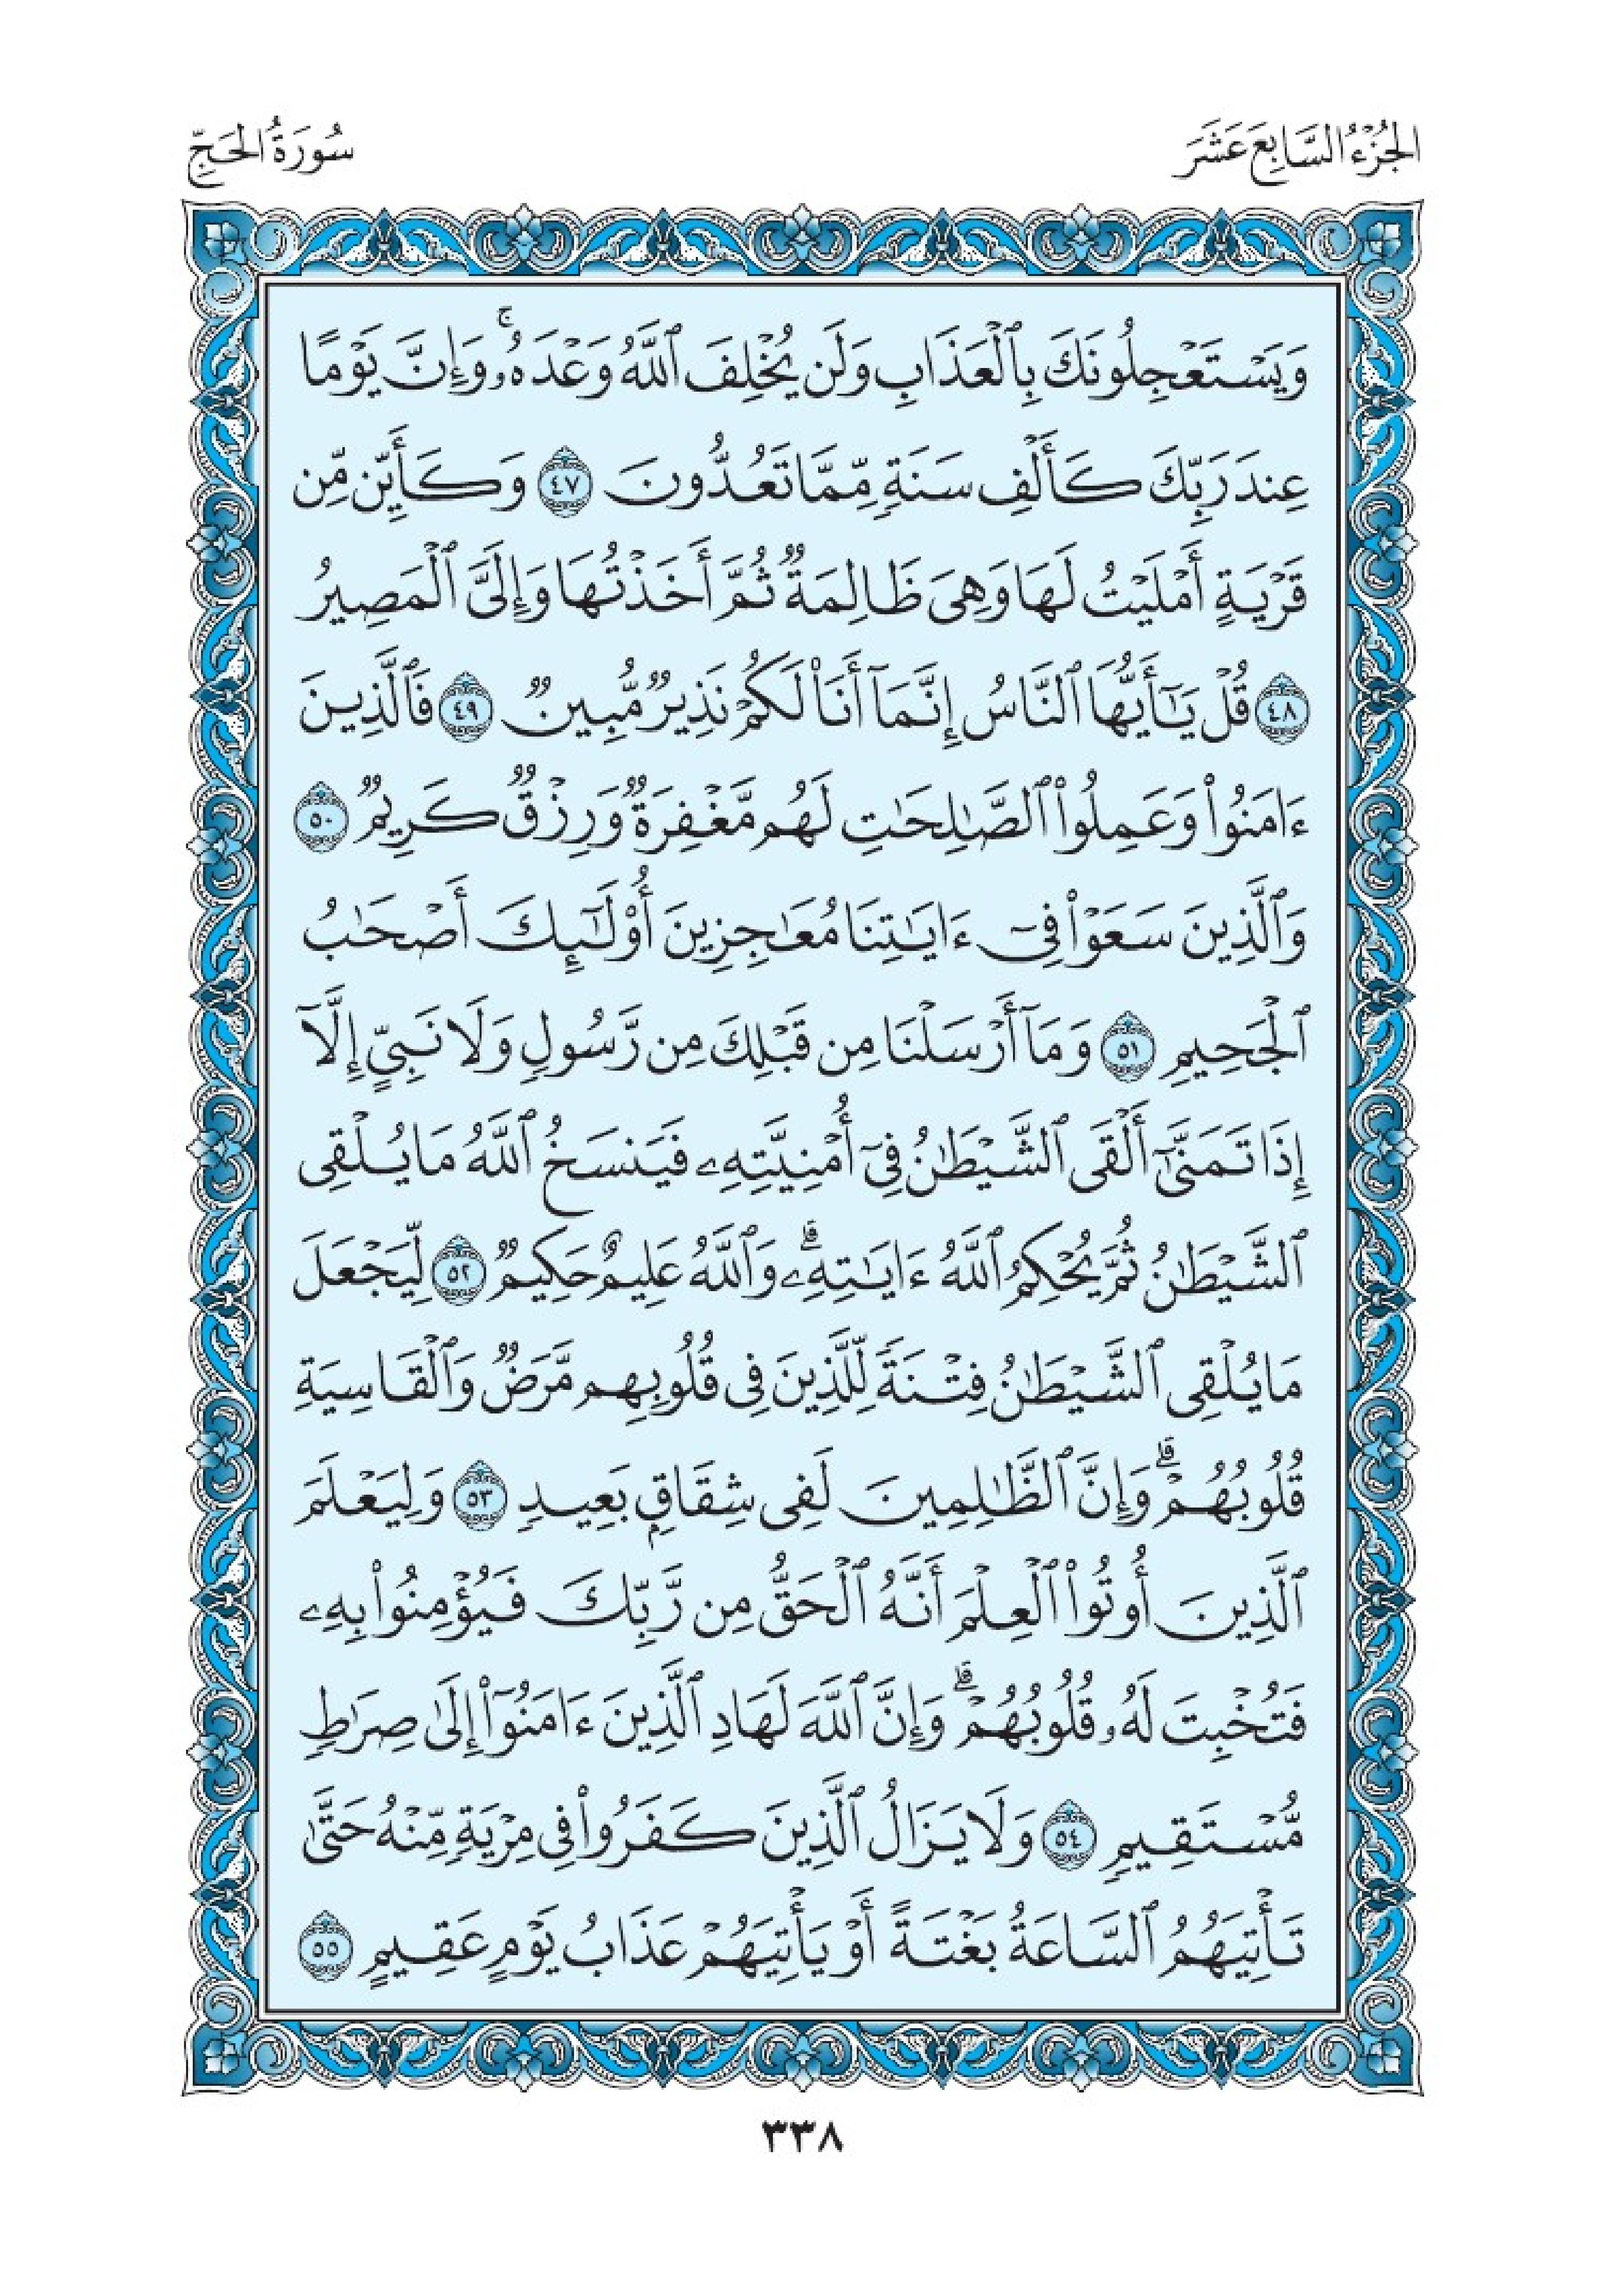 الجُزْءُ السَّابِعَ عَشَرَ
سُورَةُ الحَجِّ
وَيَسْتَعْجِلُونَكَ بِٱلْعَذَابِ وَلَن يُخْلِفَ ٱللَّهُ وَعْدَهُۥۚ وَإِنَّ يَوْمًا
عِندَ رَبِّكَ كَأَلْفِ سَنَةٍ مِّمَّا تَعُدُّونَ ٤٧ وَكَأَيِّن مِّن
قَرْيَةٍ أَمْلَيْتُ لَهَا وَهِىَ ظَالِمَةٌ ثُمَّ أَخَذْتُهَا وَإِلَىَّ ٱلْمَصِيرُ
٤٨ قُلْ يَـٰٓأَيُّهَا ٱلنَّاسُ إِنَّمَآ أَنَا۠ لَكُمْ نَذِيرٌ مُّبِينٌ ٤٩ فَٱلَّذِينَ
ءَامَنُوا۟ وَعَمِلُوا۟ ٱلصَّـٰلِحَـٰتِ لَهُم مَّغْفِرَةٌ وَرِزْقٌ كَرِيمٌ ٥٠
وَٱلَّذِينَ سَعَوْا۟ فِىٓ ءَايَـٰتِنَا مُعَـٰجِزِينَ أُو۟لَـٰٓئِكَ أَصْحَـٰبُ
ٱلْجَحِيمِ ٥١ وَمَآ أَرْسَلْنَا مِن قَبْلِكَ مِن رَّسُولٍ وَلَا نَبِىٍّ إِلَّآ
إِذَا تَمَنَّىٰٓ أَلْقَى ٱلشَّيْطَـٰنُ فِىٓ أُمْنِيَّتِهِۦ فَيَنسَخُ ٱللَّهُ مَا يُلْقِى
ٱلشَّيْطَـٰنُ ثُمَّ يُحْكِمُ ٱللَّهُ ءَايَـٰتِهِۦۗ وَٱللَّهُ عَلِيمٌ حَكِيمٌ ٥٢ لِّيَجْعَلَ
مَا يُلْقِى ٱلشَّيْطَـٰنُ فِتْنَةً لِّلَّذِينَ فِى قُلُوبِهِم مَّرَضٌ وَٱلْقَاسِيَةِ
قُلُوبُهُمْۗ وَإِنَّ ٱلظَّـٰلِمِينَ لَفِى شِقَاقٍۭ بَعِيدٍ ٥٣ وَلِيَعْلَمَ
ٱلَّذِينَ أُوتُوا۟ ٱلْعِلْمَ أَنَّهُ ٱلْحَقُّ مِن رَّبِّكَ فَيُؤْمِنُوا۟ بِهِۦ
فَتُخْبِتَ لَهُۥ قُلُوبُهُمْۗ وَإِنَّ ٱللَّهَ لَهَادِ ٱلَّذِينَ ءَامَنُوٓا۟ إِلَىٰ صِرَٰطٍ
مُّسْتَقِيمٍ ٥٤ وَلَا يَزَالُ ٱلَّذِينَ كَفَرُوا۟ فِى مِرْيَةٍ مِّنْهُ حَتَّىٰ
تَأْتِيَهُمُ ٱلسَّاعَةُ بَغْتَةً أَوْ يَأْتِيَهُمْ عَذَابُ يَوْمٍ عَقِيمٍ ٥٥
٣٣٨